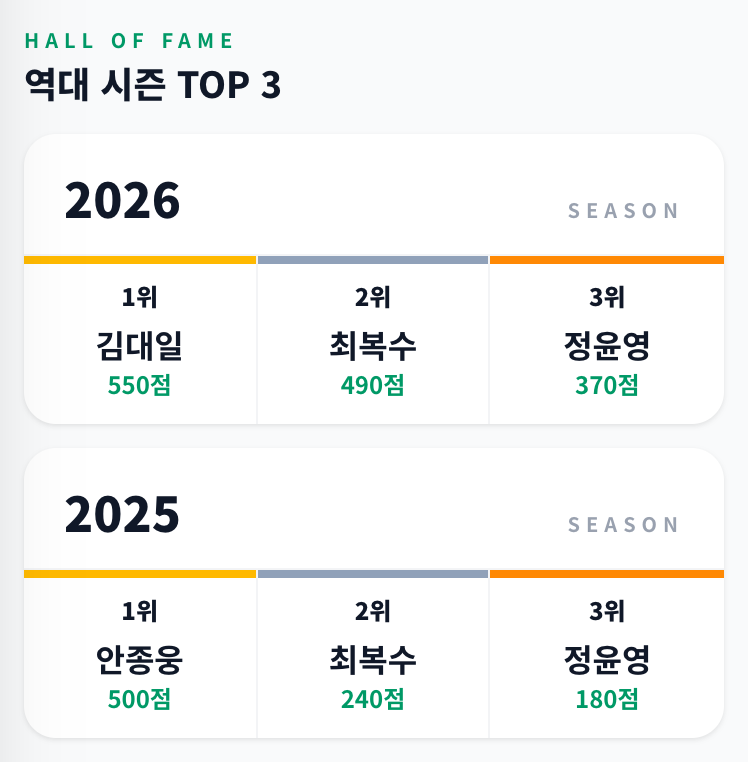 HALL OF FAME
역대 시즌 TOP 3
2026
SEASON
1위
김대일
550점
2위
최복수
490점
3위
정윤영
370점
2025
SEASON
1위
안종웅
500점
2위
최복수
240점
3위
정윤영
180점